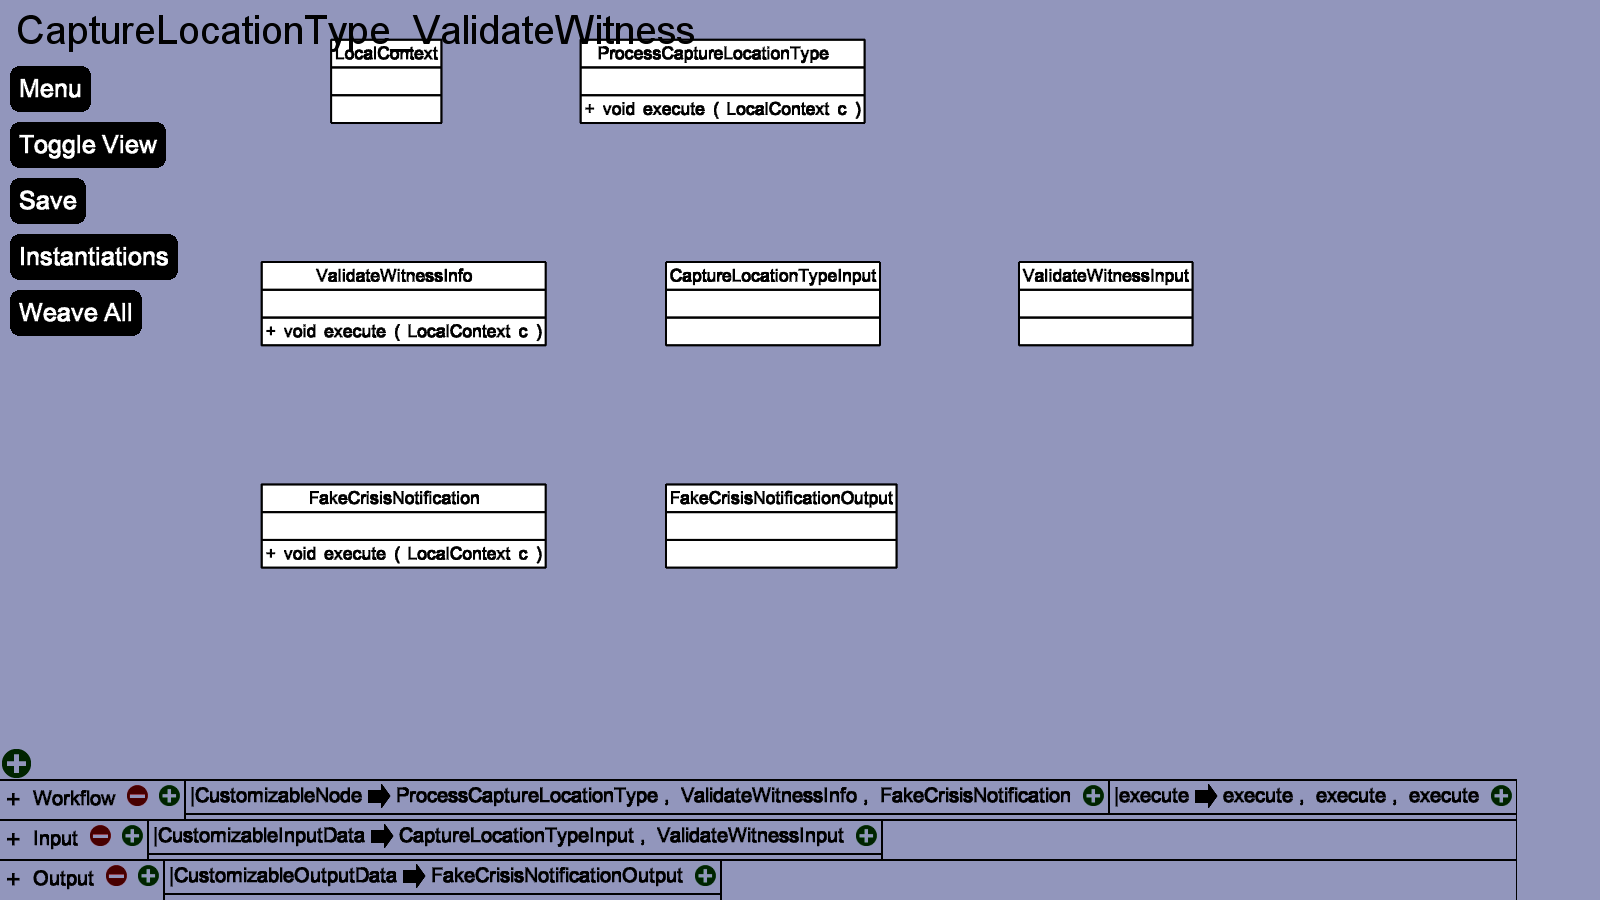 CaptureLocationType_ValidateWitness
LocalContext
ProcessCaptureLocationType
+ void execute ( LocalContext c )
Menu
Toggle View
Save
Instantiations
Weave All
ValidateWitnessInfo
+ void execute ( LocalContext c )
CaptureLocationTypeInput
ValidateWitnessInput
FakeCrisisNotification
+ void execute ( LocalContext c )
FakeCrisisNotificationOutput
+ Workflow |CustomizableNode ProcessCaptureLocationType , ValidateWitnessInfo , FakeCrisisNotification |execute execute , execute , execute
+ Input |CustomizableInputData CaptureLocationTypeInput , ValidateWitnessInput
+ Output |CustomizableOutputData FakeCrisisNotificationOutput